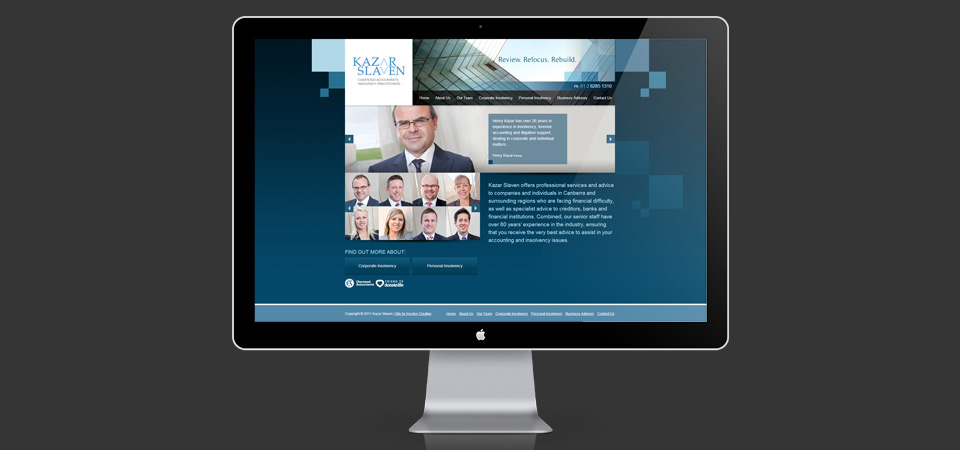 KAZAR
SLAVEN
CHARTERED ACCOUNTANTS
INSOLVENCY PRACTITIONERS
Review. Refocus. Rebuild.
6285 1310
Home About Us Our Team Corporate Insolvency Personal Insolvency Business Advisory Contact Us
Henry Kazar has over 20 years in
experience in insolvency, forensic
accounting and litigation support,
dealing in corporate and individual
matters...
Henry Kazar
Kazar Slaven offers professional services and advice
to companies and individuals in Canberra and
surrounding regions who are facing financial difficulty,
as well as specialist advice to creditors, banks and
financial institutions. Combined, our senior staff have
over 80 years' experience in the industry, ensuring
that you receive the very best advice to assist in your
accounting and insolvency issues.
FIND OUT MORE ABOUT:
Corporate Insolvency Personal Insolvency
Chartered
Accountants
FRIEND OF
donatelife
Copyright © 2011 Kazar Slaven | Site by
Home About Us Our Team Corporate Insolvency Personal Insolvency Business Advisory Contact Us